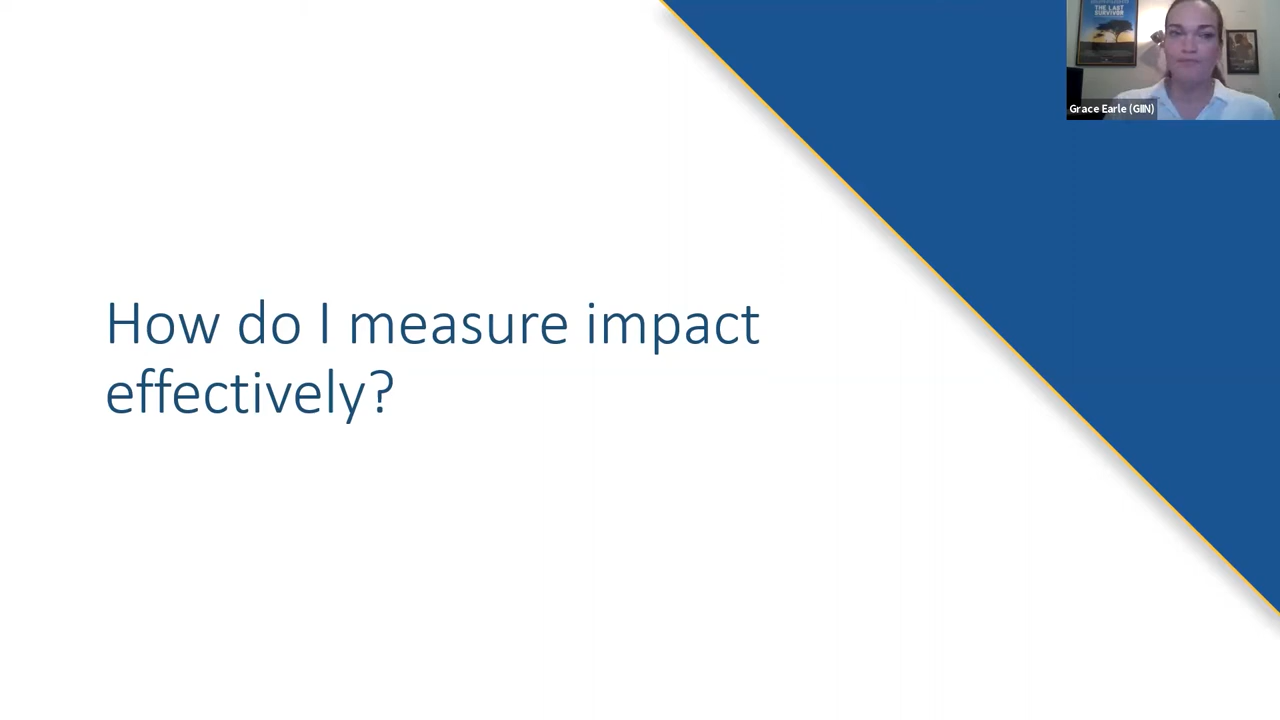 THE LAST
SURVIVOR
Grace Earle (GIIN)
How do I measure impact
effectively?